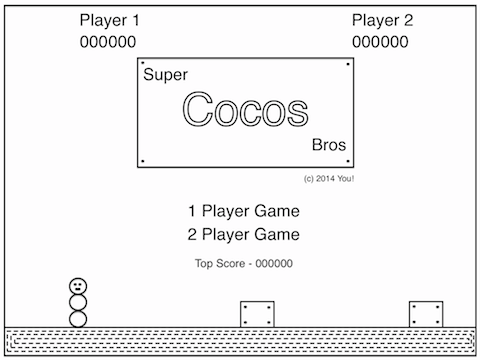 Player 1
Player 2
000000
000000
Super
Cocos
Bros
(c) 2014 You!
1 Player Game
2 Player Game
Top Score - 000000